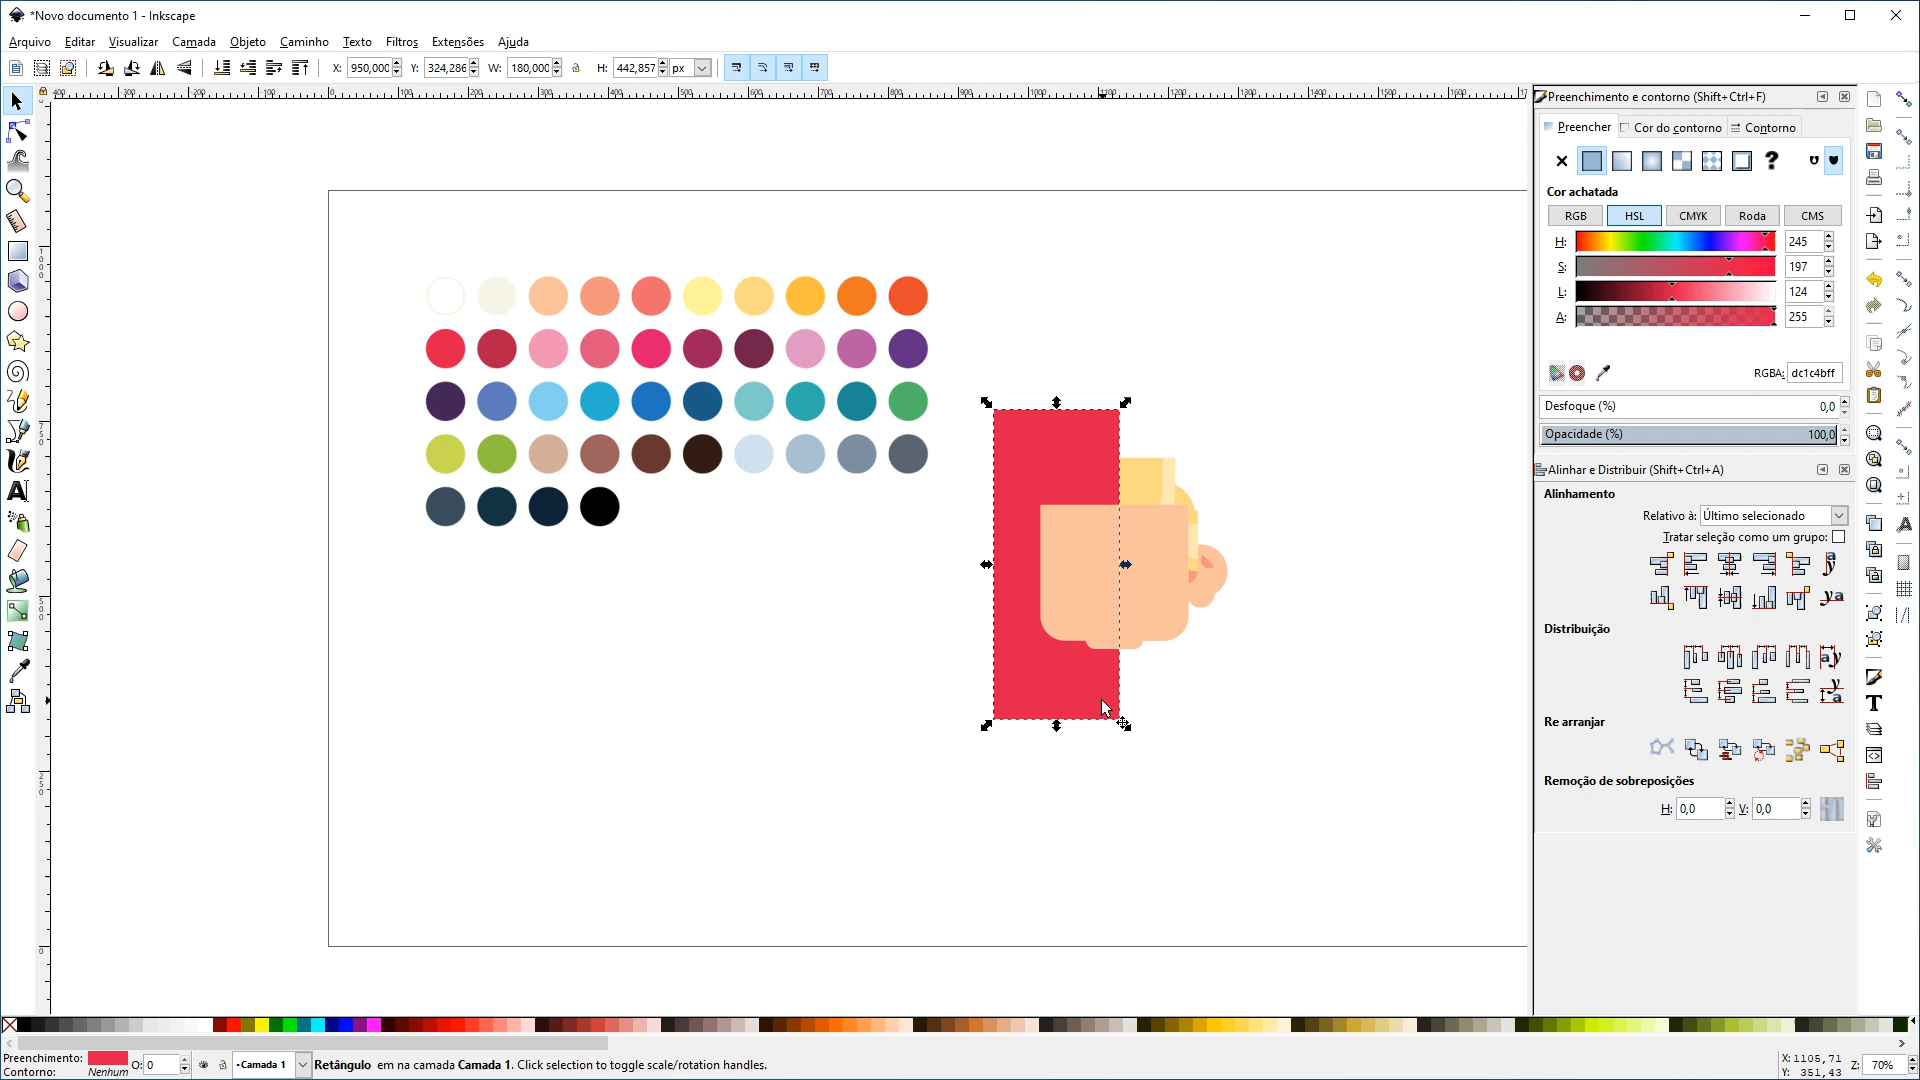 *Novo documento 1 - Inkscape
Arquivo Editar Visualizar Camada Objeto Caminho Texto Filtros Extensões Ajuda
X: 950,000 Y: 324,286 W: 180,000 H: 442,857 px
Preenchimento e contorno (Shift+Ctrl+F)
Preencher Cor do contorno Contorno
Cor achatada
RGB HSL CMYK Roda CMS
H: 245
S: 197
L: 124
A: 255
RGBA: dc1c4bff
Desfoque (%) 0,0
Opacidade (%) 100,0
Alinhar e Distribuir (Shift+Ctrl+A)
Alinhamento
Relativo à: Último selecionado
Tratar seleção como um grupo:
Distribuição
Re arranjar
Remoção de sobreposições
H: 0,0 V: 0,0
Preenchimento:
Contorno: Nenhum
O: 0
•Camada 1
Retângulo em na camada Camada 1. Click selection to toggle scale/rotation handles.
X: 1105,71
Y: 351,43
Z: 70%